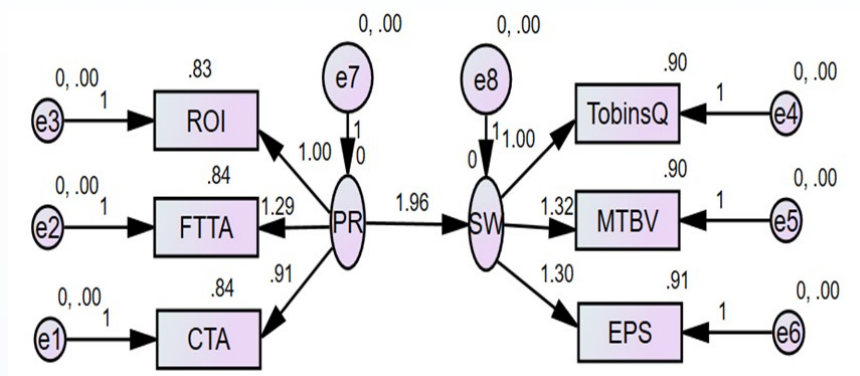 0, .00
0, .00
.83
.90
0, .00
0, .00
e7
e8
1
1
e3
ROI
TobinsQ
e4
1
1
1.00
1.00
0
0
.84
.90
0, .00
0, .00
1
1.29
1.96
1.32
1
e2
FTTA
PR
SW
MTBV
e5
.91
1.30
.84
.91
0, .00
0, .00
1
1
e1
CTA
EPS
e6